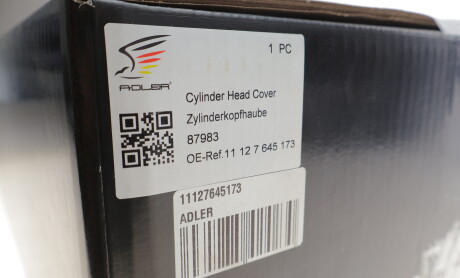 1 PC
ADLER
Cylinder Head Cover
Zylinderkopfhaube
87983
OE-Ref.11 12 7 645 173
11127645173
ADLER